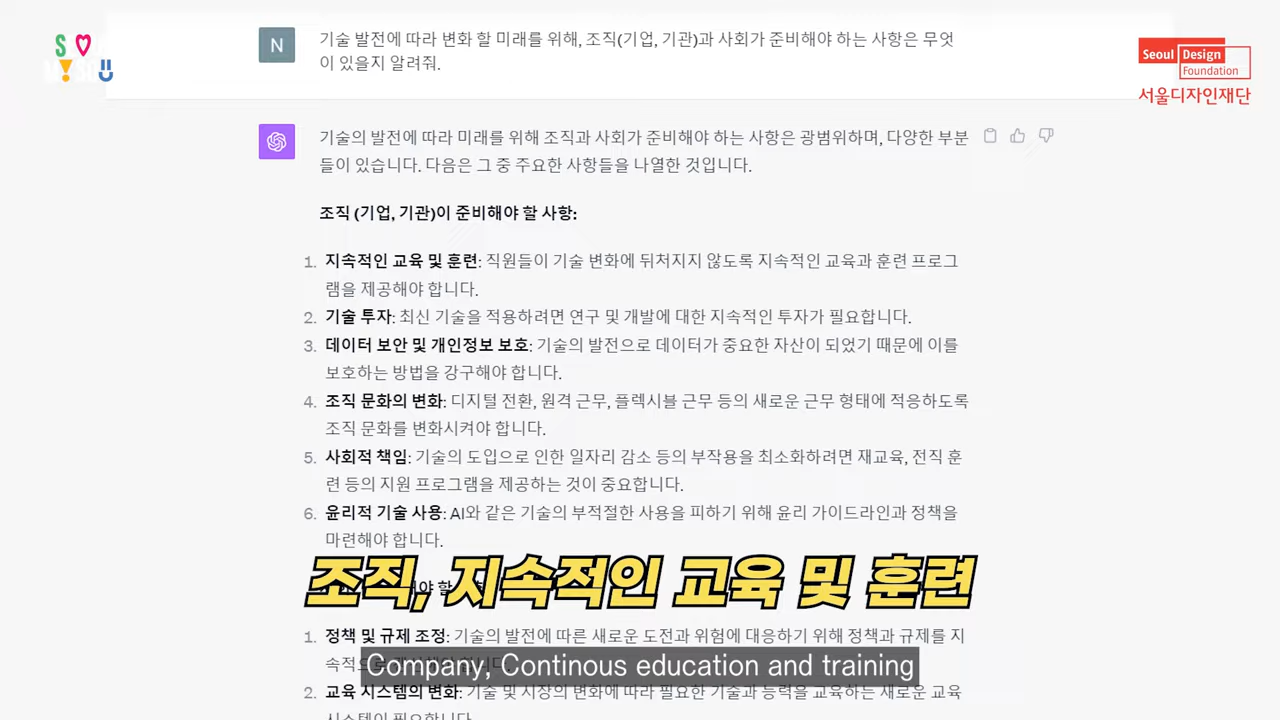 S
MY SOU
N
기술 발전에 따라 변화 할 미래를 위해, 조직(기업, 기관)과 사회가 준비해야 하는 사항은 무엇
이 있을지 알려줘.
Seoul Design
Foundation
서울디자인재단
기술의 발전에 따라 미래를 위해 조직과 사회가 준비해야 하는 사항은 광범위하며, 다양한 부분
들이 있습니다. 다음은 그 중 주요한 사항들을 나열한 것입니다.
조직 (기업, 기관)이 준비해야 할 사항:
1. 지속적인 교육 및 훈련: 직원들이 기술 변화에 뒤처지지 않도록 지속적인 교육과 훈련 프로그
램을 제공해야 합니다.
2. 기술 투자: 최신 기술을 적용하려면 연구 및 개발에 대한 지속적인 투자가 필요합니다.
3. 데이터 보안 및 개인정보 보호: 기술의 발전으로 데이터가 중요한 자산이 되었기 때문에 이를
보호하는 방법을 강구해야 합니다.
4. 조직 문화의 변화: 디지털 전환, 원격 근무, 플렉시블 근무 등의 새로운 근무 형태에 적응하도록
조직 문화를 변화시켜야 합니다.
5. 사회적 책임: 기술의 도입으로 인한 일자리 감소 등의 부작용을 최소화하려면 재교육, 전직 훈
련 등의 지원 프로그램을 제공하는 것이 중요합니다.
6. 윤리적 기술 사용: AI와 같은 기술의 부적절한 사용을 피하기 위해 윤리 가이드라인과 정책을
마련해야 합니다.
조직, 지속적인 교육 및 훈련
1. 정책 및 규제 조정: 기술의 발전에 따른 새로운 도전과 위험에 대응하기 위해 정책과 규제를 지
Company, Continous education and training
2. 교육 시스템의 변화: 기술 및 시장의 변화에 따라 필요한 기술과 능력을 교육하는 새로운 교육
시스템이 필요합니다.